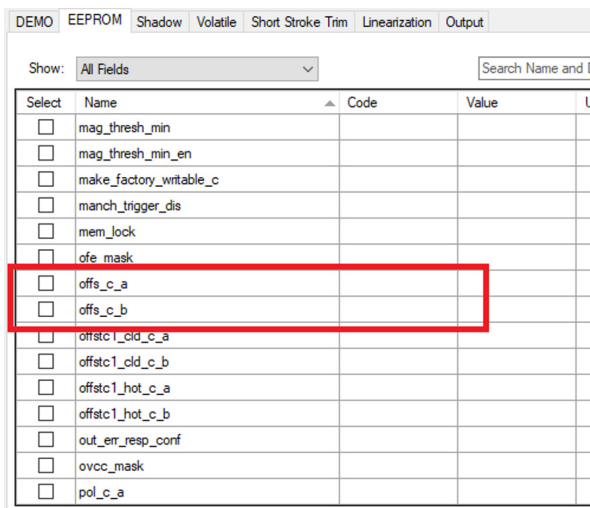 DEMO EEPROM Shadow Volatile Short Stroke Trim Linearization Output
Show: All Fields Search Name and
Select Name Code Value
mag_thresh_min
mag_thresh_min_en
make_factory_writable_c
manch_trigger_dis
mem_lock
ofe_mask
offs_c_a
offs_c_b
offstc1_cld_c_a
offstc1_cld_c_b
offstc1_hot_c_a
offstc1_hot_c_b
out_err_resp_conf
ovcc_mask
pol_c_a